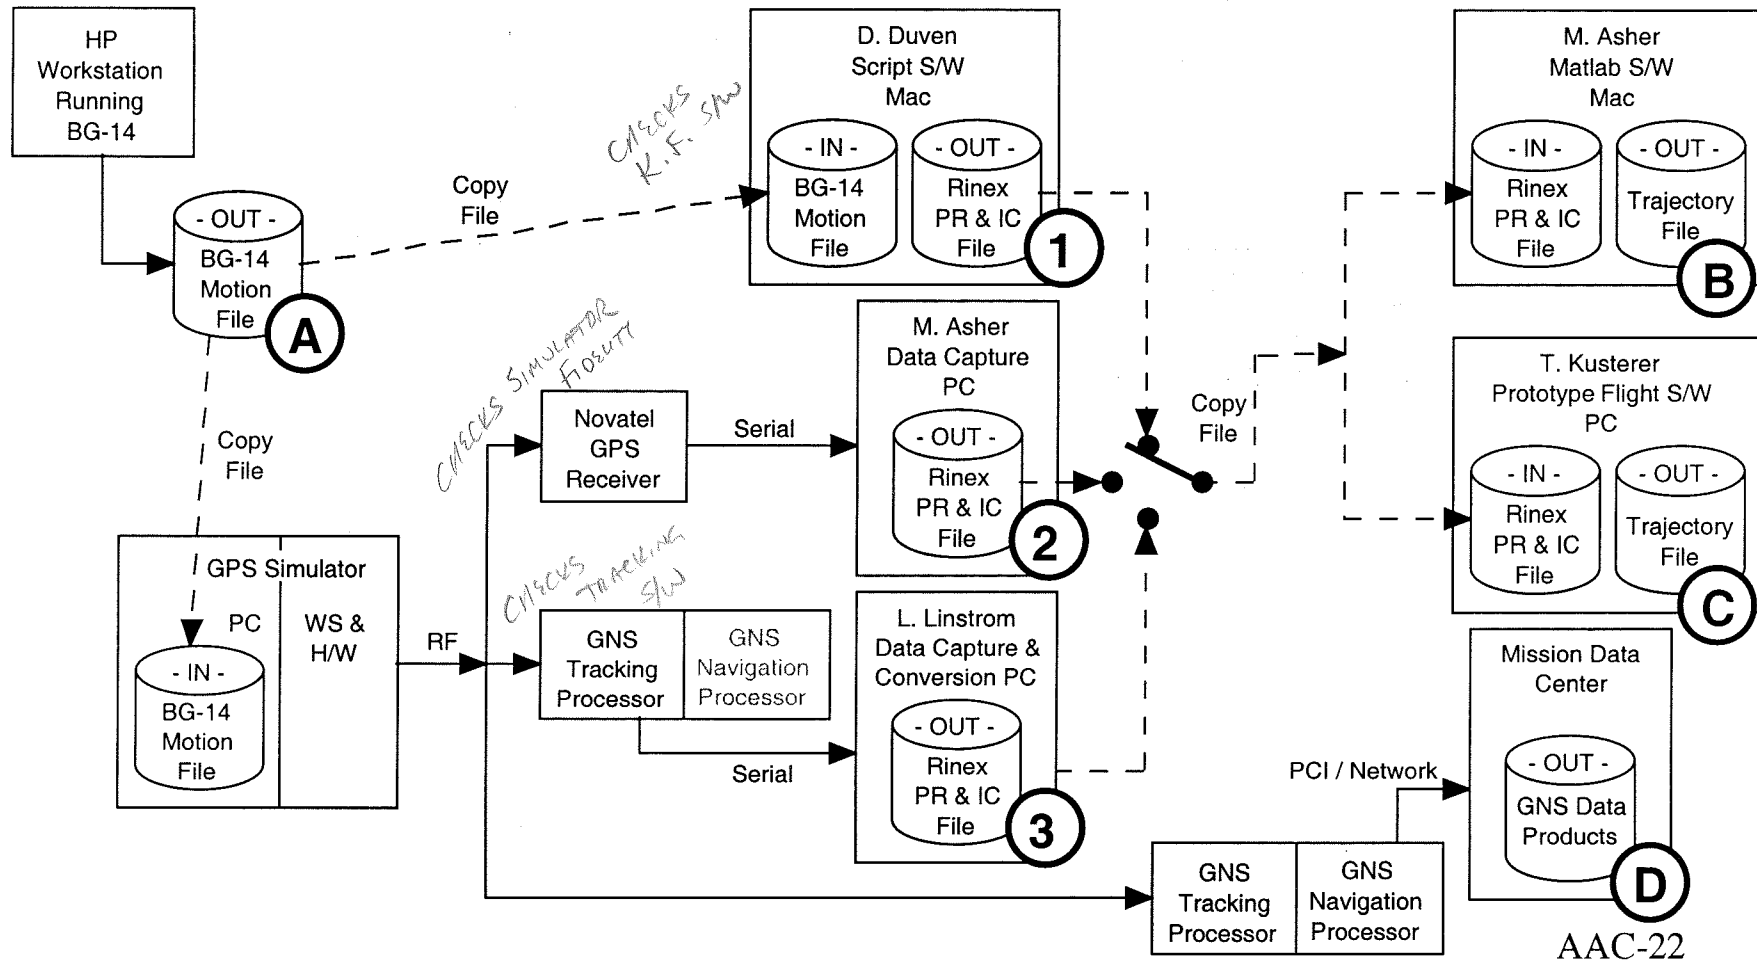 HP
Workstation
Running
BG-14
- OUT -
BG-14
Motion
File
A
Copy
File
CHECKS
K.F. S/W
D. Duven
Script S/W
Mac
- IN -
BG-14
Motion
File
- OUT -
Rinex
PR & IC
File
1
M. Asher
Matlab S/W
Mac
- IN -
Rinex
PR & IC
File
- OUT -
Trajectory
File
B
Copy
File
GPS Simulator
PC
WS &
H/W
- IN -
BG-14
Motion
File
RF
CHECKS SIMULATOR
FIDELITY
Novatel
GPS
Receiver
Serial
M. Asher
Data Capture
PC
- OUT -
Rinex
PR & IC
File
2
Copy
File
T. Kusterer
Prototype Flight S/W
PC
- IN -
Rinex
PR & IC
File
- OUT -
Trajectory
File
C
CHECKS
TRACKING
S/W
GNS
Tracking
Processor
GNS
Navigation
Processor
Serial
L. Linstrom
Data Capture &
Conversion PC
- OUT -
Rinex
PR & IC
File
3
GNS
Tracking
Processor
GNS
Navigation
Processor
PCI / Network
Mission Data
Center
- OUT -
GNS Data
Products
D
AAC-22